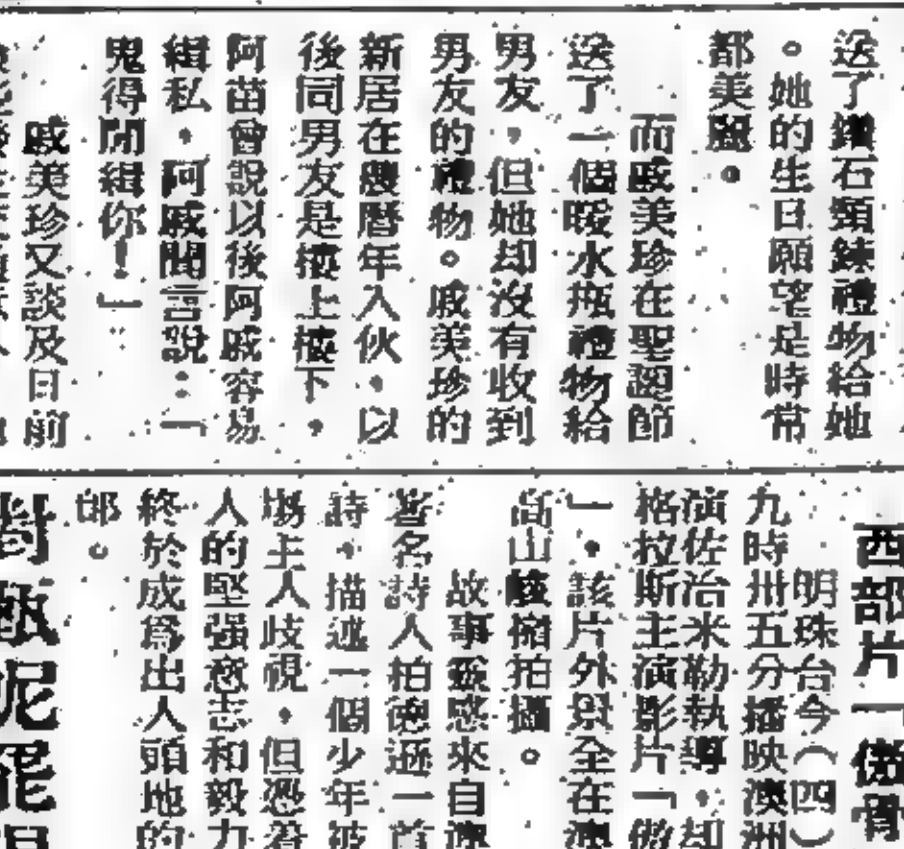 送了鑽石頸鍊禮物給她
。她的生日願望是時常
都美麗。
而戚美珍在聖誕節
送了一個暖水瓶禮物給
男友，但她却沒有收到
男友的禮物。戚美珍的
新居在農曆年入伙，以
後同男友是樓上樓下，
阿苗曾說以後阿戚容易
緝私，阿戚聞言說：「
鬼得閒緝你！」
戚美珍又談及日前
西部片「傲骨
明珠台今（四）
九時卅五分播映澳洲
演佐治米勒執導，却
格拉斯主演影片「傲
」，該片外景全在澳
高山峻嶺拍攝。
故事靈感來自澳
著名詩人柏德遜一首
詩，描述一個少年被
場主人歧視，但憑着
人的堅强意志和毅力
終於成爲出人頭地的
郎。
對
呢